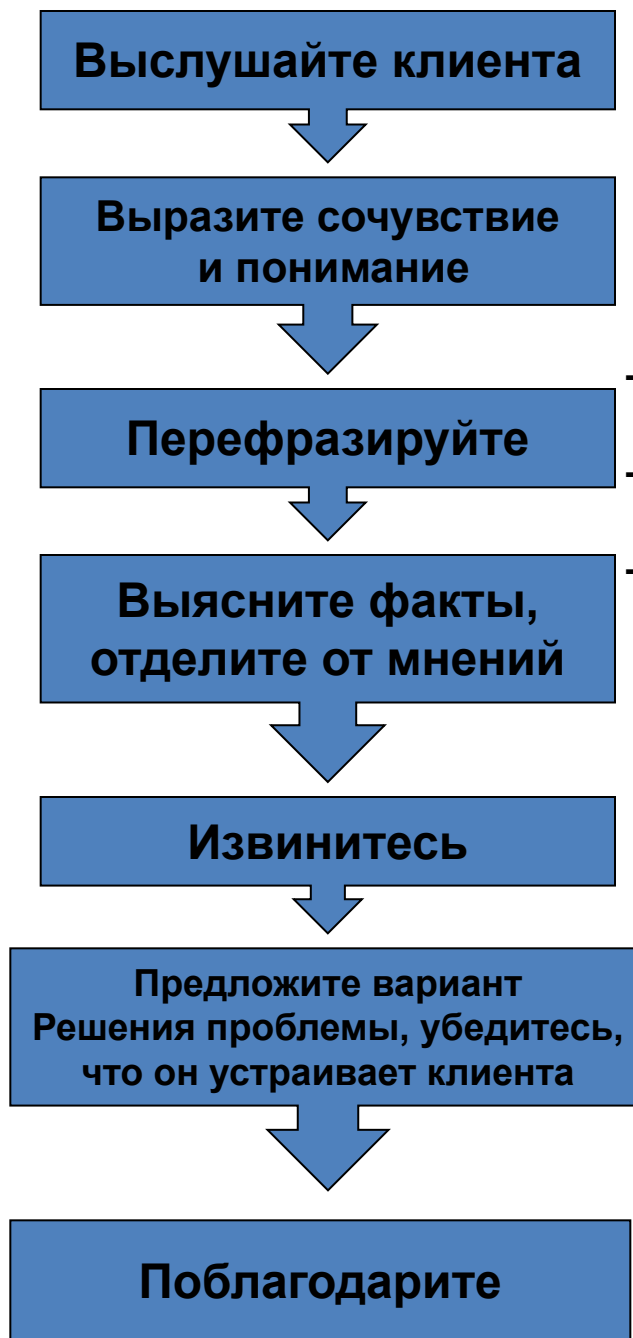 Выслушайте клиента
Выразите сочувствие
и понимание
Перефразируйте
Выясните факты,
отделите от мнений
Извинитесь
Предложите вариант
Решения проблемы, убедитесь,
что он устраивает клиента
Поблагодарите